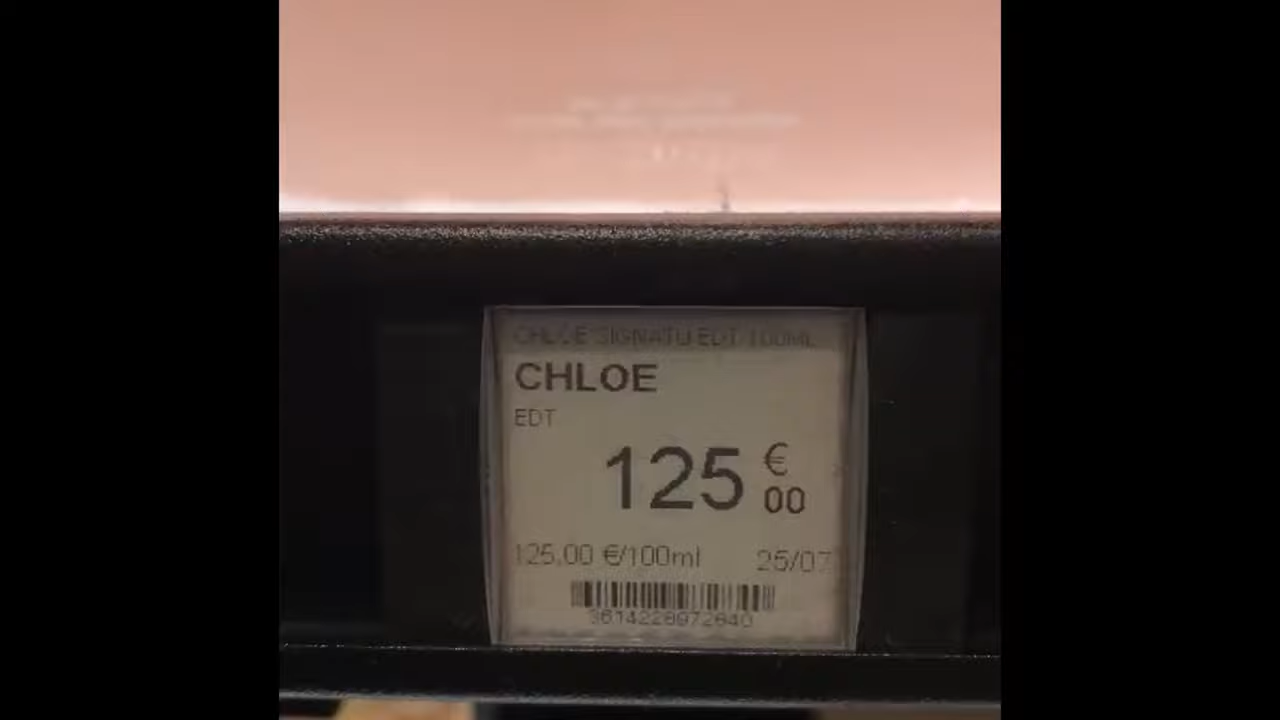 CHLOE SIGNATU EDT 100ML
CHLOE
EDT
125 €
00
125.00 €/100ml 25/07
3614228972840